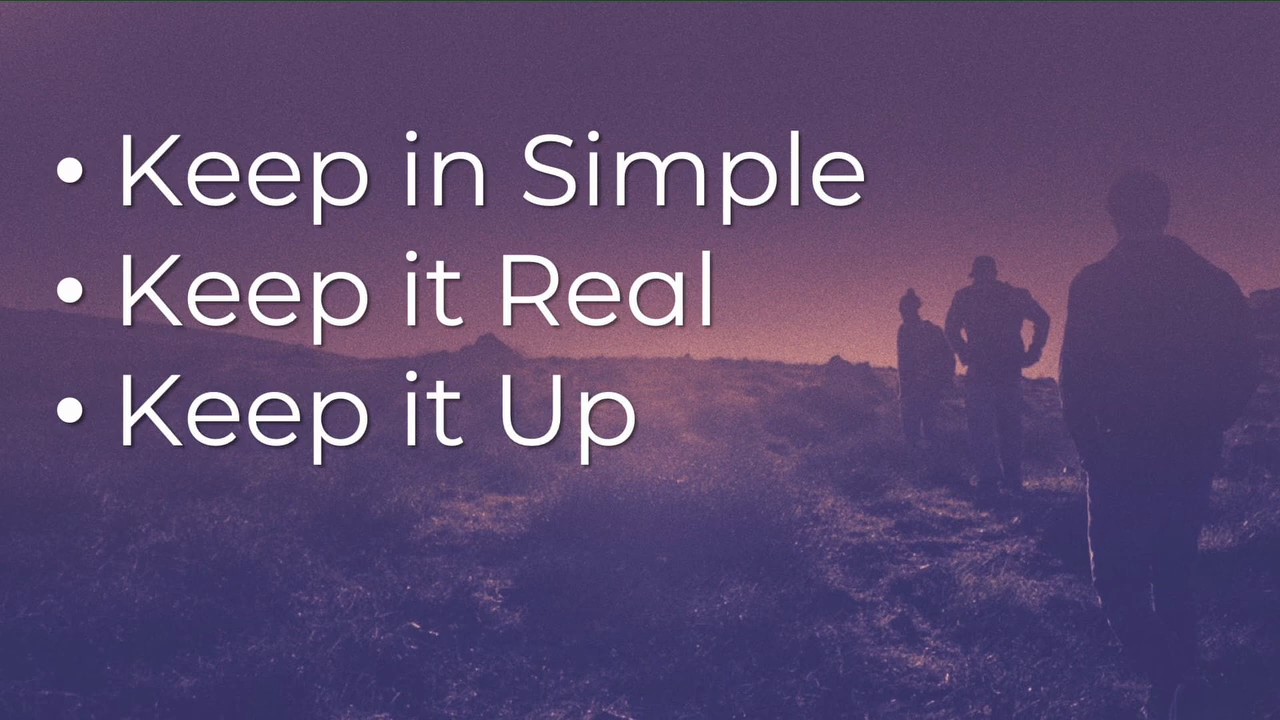 • Keep in Simple
• Keep it Real
• Keep it Up